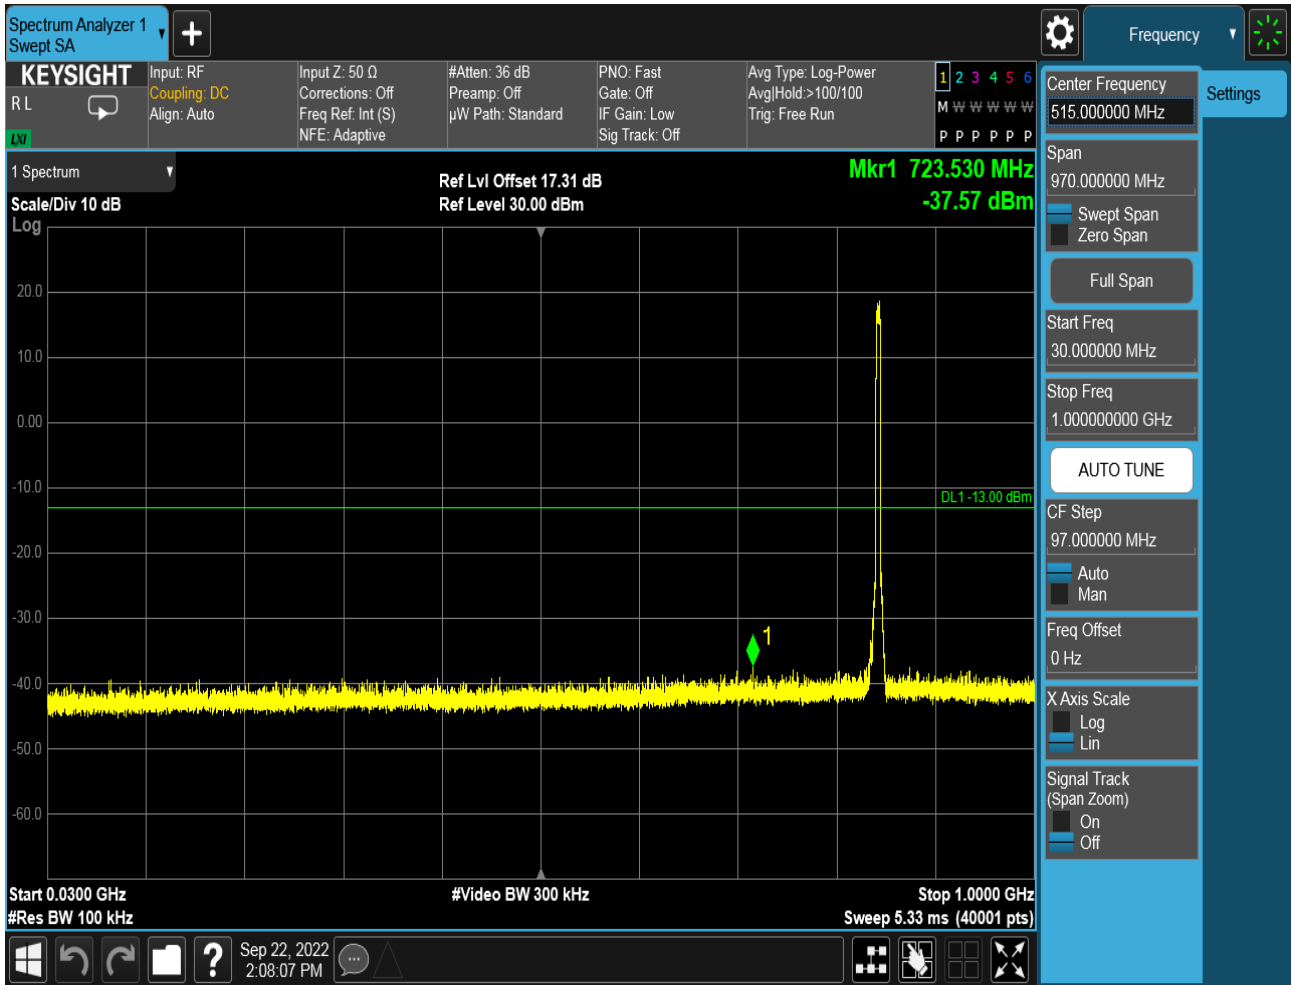 Spectrum Analyzer 1
Swept SA
Frequency
KEYSIGHT
R L
LXI
Input: RF
Coupling: DC
Align: Auto
Input Z: 50 Ω
Corrections: Off
Freq Ref: Int (S)
NFE: Adaptive
#Atten: 36 dB
Preamp: Off
µW Path: Standard
PNO: Fast
Gate: Off
IF Gain: Low
Sig Track: Off
Avg Type: Log-Power
Avg|Hold:>100/100
Trig: Free Run
1 2 3 4 5 6
M W W W W W
P P P P P P
1 Spectrum
Scale/Div 10 dB
Log
Ref Lvl Offset 17.31 dB
Ref Level 30.00 dBm
Mkr1 723.530 MHz
-37.57 dBm
20.0
10.0
0.00
-10.0
-20.0
-30.0
-40.0
-50.0
-60.0
DL1 -13.00 dBm
1
Start 0.0300 GHz
#Res BW 100 kHz
#Video BW 300 kHz
Stop 1.0000 GHz
Sweep 5.33 ms (40001 pts)
Center Frequency
515.000000 MHz
Settings
Span
970.000000 MHz
Swept Span
Zero Span
Full Span
Start Freq
30.000000 MHz
Stop Freq
1.000000000 GHz
AUTO TUNE
CF Step
97.000000 MHz
Auto
Man
Freq Offset
0 Hz
X Axis Scale
Log
Lin
Signal Track
(Span Zoom)
On
Off
?
Sep 22, 2022
2:08:07 PM